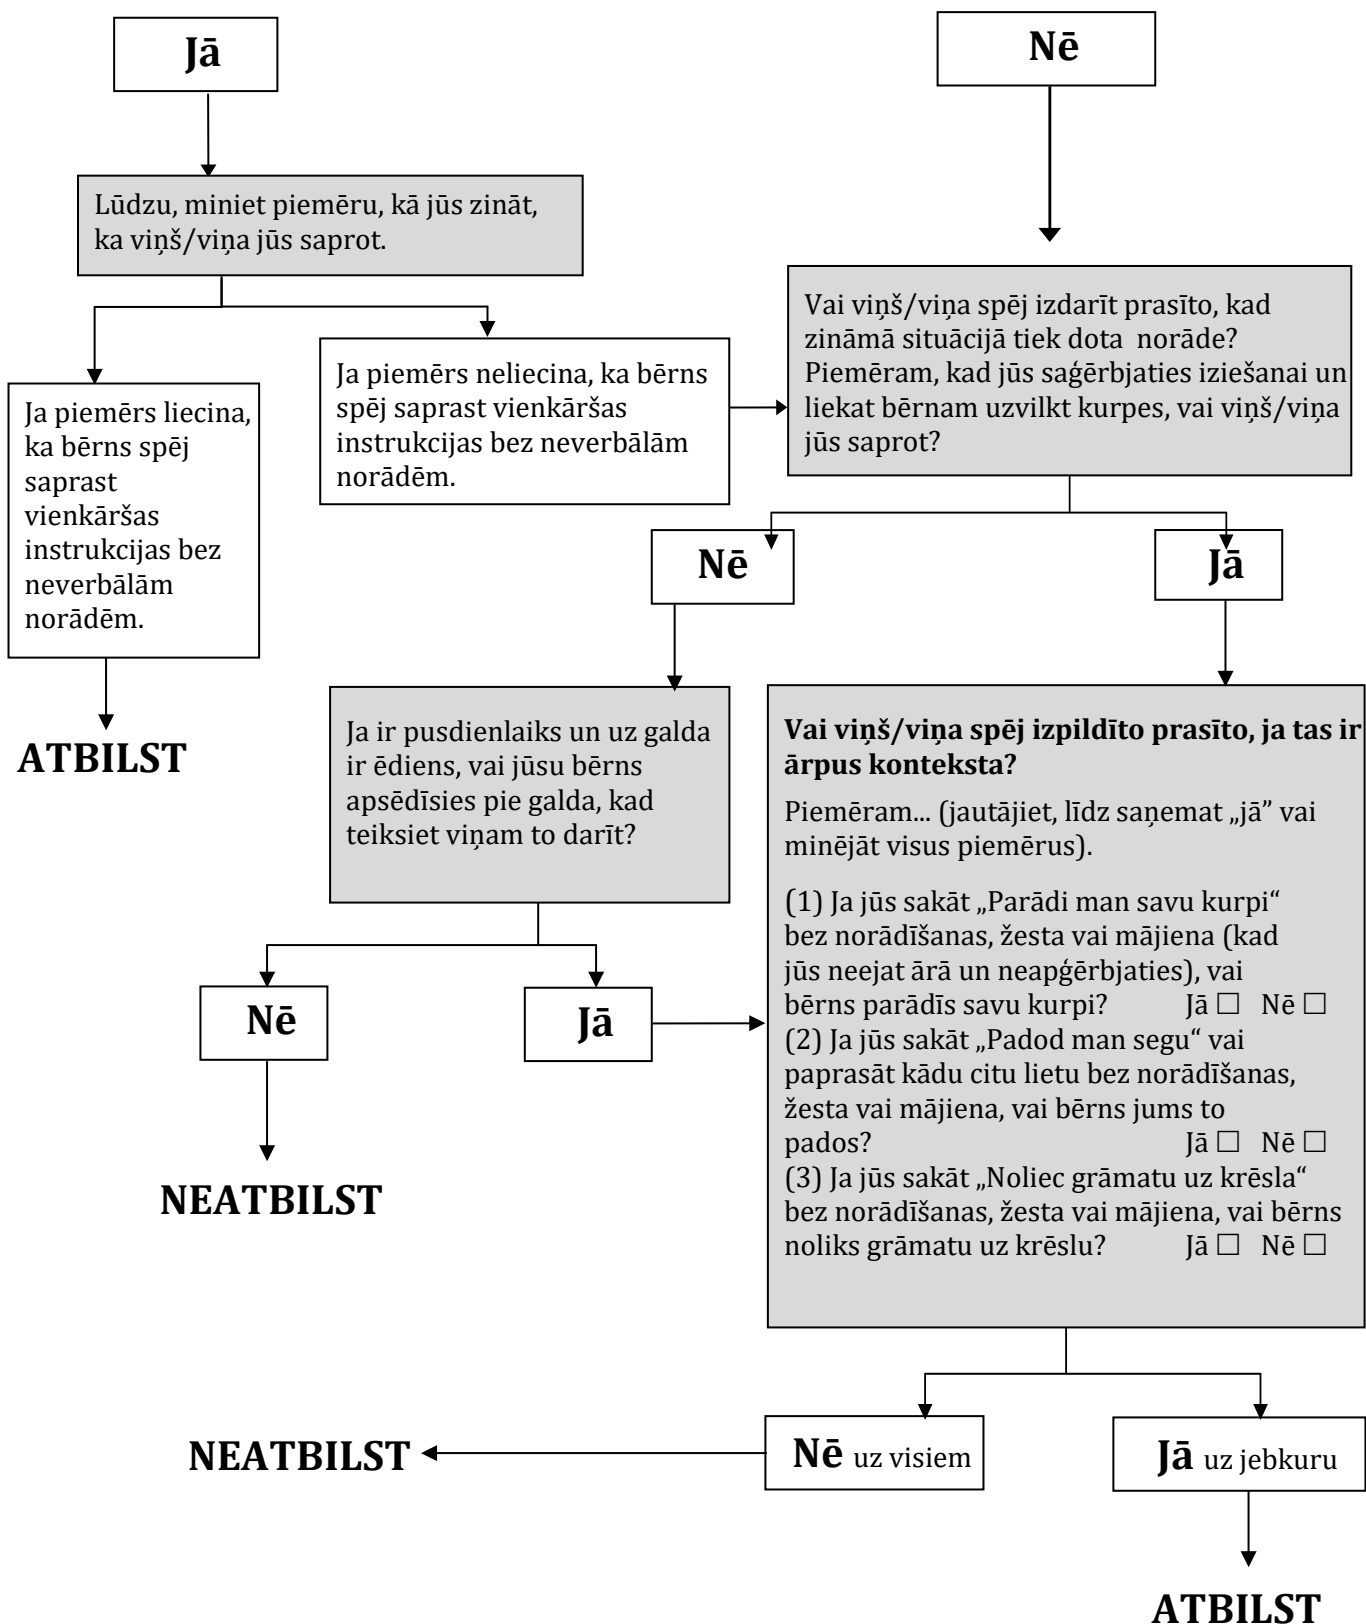 Jā
Nē
Lūdzu, miniet piemēru, kā jūs zināt,
ka viņš/viņa jūs saprot.
Ja piemērs liecina,
ka bērns spēj
saprast
vienkāršas
instrukcijas bez
neverbālām
norādēm.
ATBILST
Ja piemērs neliecina, ka bērns
spēj saprast vienkāršas
instrukcijas bez neverbālām
norādēm.
Vai viņš/viņa spēj izdarīt prasīto, kad
zināmā situācijā tiek dota norāde?
Piemēram, kad jūs saģērbjaties iziešanai un
liekat bērnam uzvilkt kurpes, vai viņš/viņa
jūs saprot?
Nē
Jā
Ja ir pusdienlaiks un uz galda
ir ēdiens, vai jūsu bērns
apsēdīsies pie galda, kad
teiksiet viņam to darīt?
Nē
Jā
NEATBILST
Vai viņš/viņa spēj izpildīto prasīto, ja tas ir
ārpus konteksta?
Piemēram... (jautājiet, līdz saņemat „jā” vai
minējāt visus piemērus).
(1) Ja jūs sakāt „Parādi man savu kurpi“
bez norādīšanas, žesta vai mājiena (kad
jūs neejat ārā un neapģērbjaties), vai
bērns parādīs savu kurpi? Jā ☐ Nē ☐
(2) Ja jūs sakāt „Padod man segu“ vai
paprasāt kādu citu lietu bez norādīšanas,
žesta vai mājiena, vai bērns jums to
pados? Jā ☐ Nē ☐
(3) Ja jūs sakāt „Noliec grāmatu uz krēsla“
bez norādīšanas, žesta vai mājiena, vai bērns
noliks grāmatu uz krēslu? Jā ☐ Nē ☐
NEATBILST
Nē uz visiem
Jā uz jebkuru
ATBILST